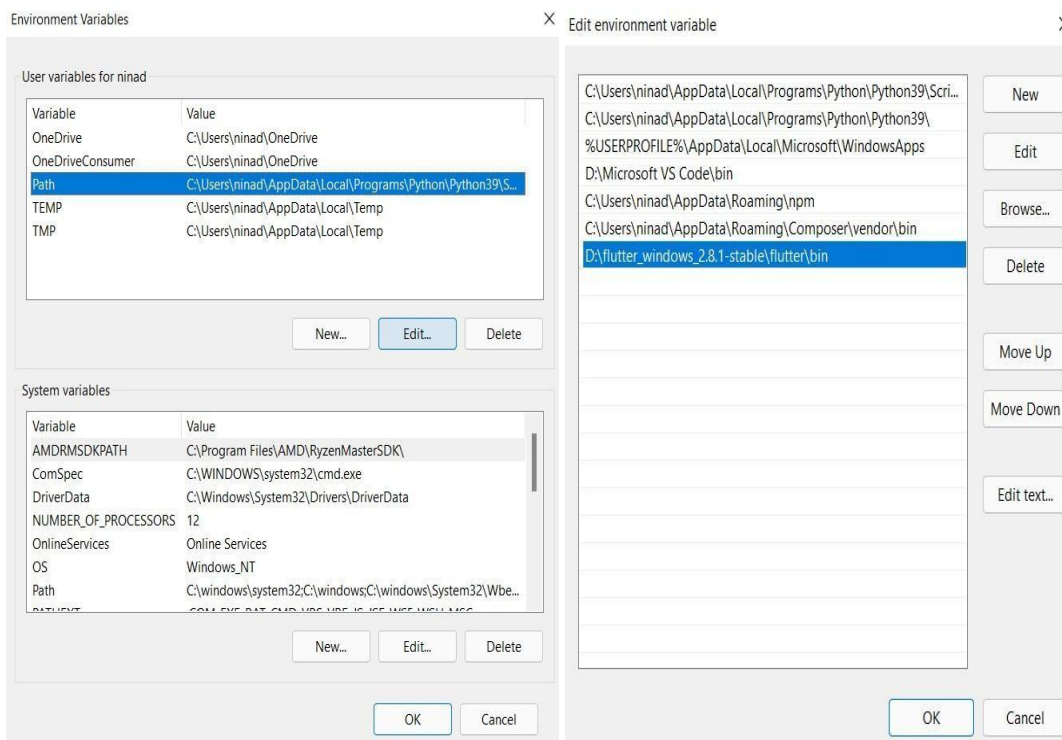 Environment Variables
User variables for ninad
Variable Value
OneDrive C:\Users\ninad\OneDrive
OneDriveConsumer C:\Users\ninad\OneDrive
Path C:\Users\ninad\AppData\Local\Programs\Python\Python39\S...
TEMP C:\Users\ninad\AppData\Local\Temp
TMP C:\Users\ninad\AppData\Local\Temp
New... Edit... Delete
System variables
Variable Value
AMDRMSDKPATH C:\Program Files\AMD\RyzenMasterSDK\
ComSpec C:\WINDOWS\system32\cmd.exe
DriverData C:\Windows\System32\Drivers\DriverData
NUMBER_OF_PROCESSORS 12
OnlineServices Online Services
OS Windows_NT
Path C:\windows\system32;C:\windows;C:\windows\System32\Wbe...
New... Edit... Delete
OK Cancel
Edit environment variable
C:\Users\ninad\AppData\Local\Programs\Python\Python39\Scri...
C:\Users\ninad\AppData\Local\Programs\Python\Python39\
%USERPROFILE%\AppData\Local\Microsoft\WindowsApps
D:\Microsoft VS Code\bin
C:\Users\ninad\AppData\Roaming\npm
C:\Users\ninad\AppData\Roaming\Composer\vendor\bin
D:\flutter_windows_2.8.1-stable\flutter\bin
New
Edit
Browse...
Delete
Move Up
Move Down
Edit text...
OK Cancel